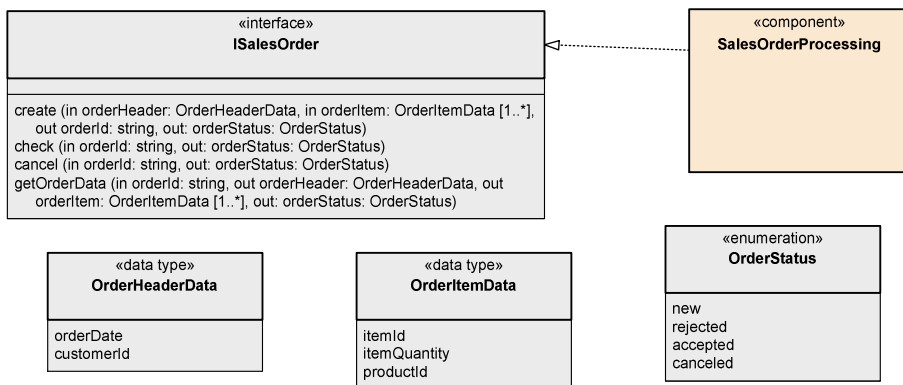 «interface»
ISalesOrder
create (in orderHeader: OrderHeaderData, in orderItem: OrderItemData [1..*],
out orderId: string, out: orderStatus: OrderStatus)
check (in orderId: string, out: orderStatus: OrderStatus)
cancel (in orderId: string, out: orderStatus: OrderStatus)
getOrderData (in orderId: string, out orderHeader: OrderHeaderData, out
orderItem: OrderItemData [1..*], out: orderStatus: OrderStatus)
«component»
SalesOrderProcessing
«data type»
OrderHeaderData
orderDate
customerId
«data type»
OrderItemData
itemId
itemQuantity
productId
«enumeration»
OrderStatus
new
rejected
accepted
canceled